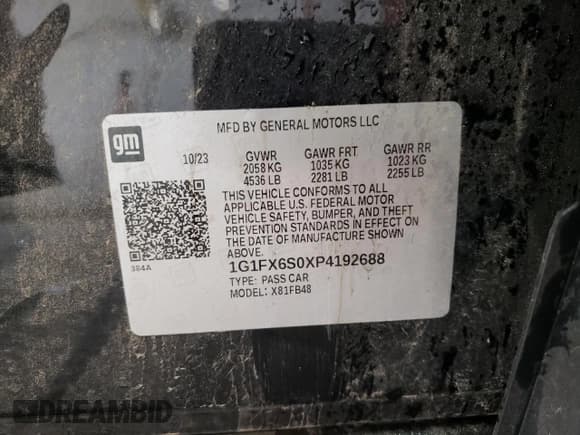 gm
MFD BY GENERAL MOTORS LLC
10/23 GVWR GAWR FRT GAWR RR
2058 KG 1035 KG 1023 KG
4536 LB 2281 LB 2255 LB
THIS VEHICLE CONFORMS TO ALL
APPLICABLE U.S. FEDERAL MOTOR
VEHICLE SAFETY, BUMPER, AND THEFT
PREVENTION STANDARDS IN EFFECT ON
THE DATE OF MANUFACTURE SHOWN
ABOVE.
384A
1G1FX6S0XP4192688
TYPE: PASS CAR
MODEL: X81FB48
DREAMBID